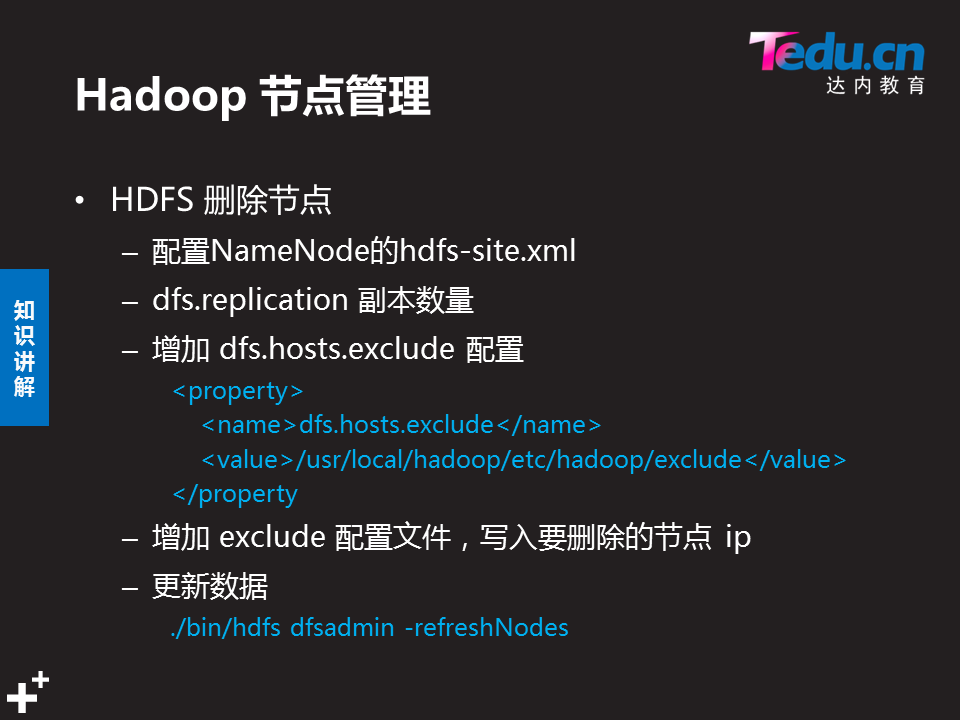 Tedu.cn
达内教育
Hadoop 节点管理
• HDFS 删除节点
– 配置NameNode的hdfs-site.xml
– dfs.replication 副本数量
– 增加 dfs.hosts.exclude 配置
<property>
<name>dfs.hosts.exclude</name>
<value>/usr/local/hadoop/etc/hadoop/exclude</value>
</property
– 增加 exclude 配置文件，写入要删除的节点 ip
– 更新数据
./bin/hdfs dfsadmin -refreshNodes
知识讲解